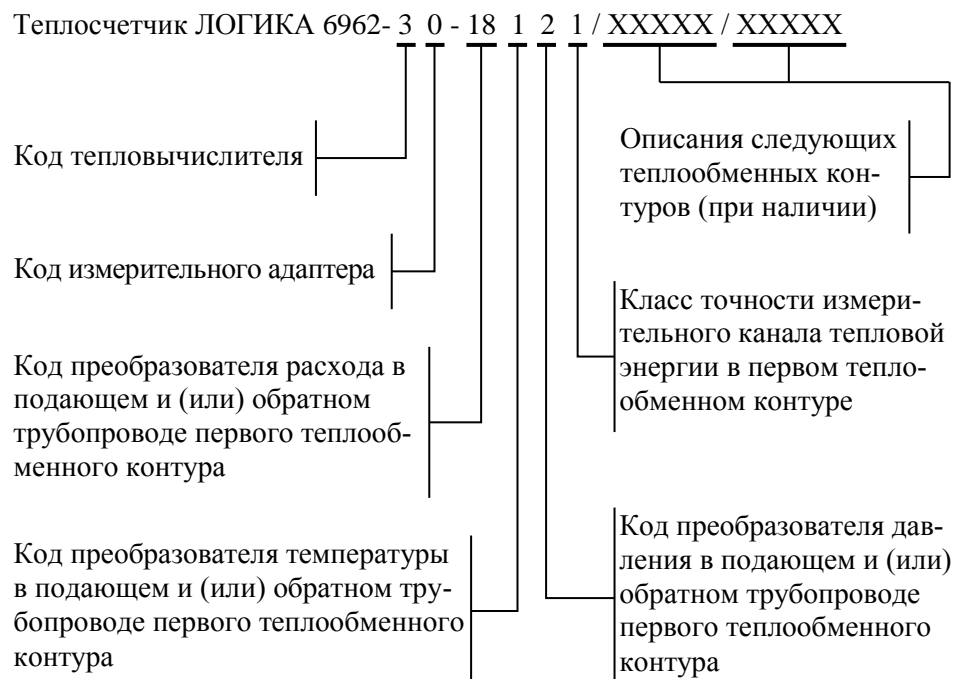 Теплосчетчик ЛОГИКА 6962- 3 0 - 18 1 2 1 / XXXXX / XXXXX
Код тепловычислителя
Описания следующих
теплообменных кон-
туров (при наличии)
Код измерительного адаптера
Класс точности измери-
тельного канала тепловой
энергии в первом тепло-
обменном контуре
Код преобразователя расхода в
подающем и (или) обратном
трубопроводе первого теплооб-
менного контура
Код преобразователя температуры
в подающем и (или) обратном тру-
бопроводе первого теплообменного
контура
Код преобразователя дав-
ления в подающем и (или)
обратном трубопроводе
первого теплообменного
контура